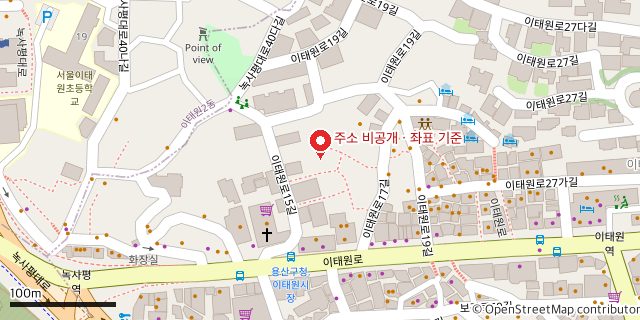 녹사평대로40나길
녹사평대로40다길
이태원로19길
이태원로27다길
P
19
녹사평대로
Point of
view
이태원로19길
이태원로27길
서울이태
원초등학
교
이태원2동
이태원로27길
주소 비공개 · 좌표 기준
이태원로15길
이태원로17길
이태원로27가길
이태원로19길
이태원로
이태원로
이태원
역
화장실
녹사평대로
녹사평
역
용산구청
이태원시
장
100m
© OpenStreetMap contributors